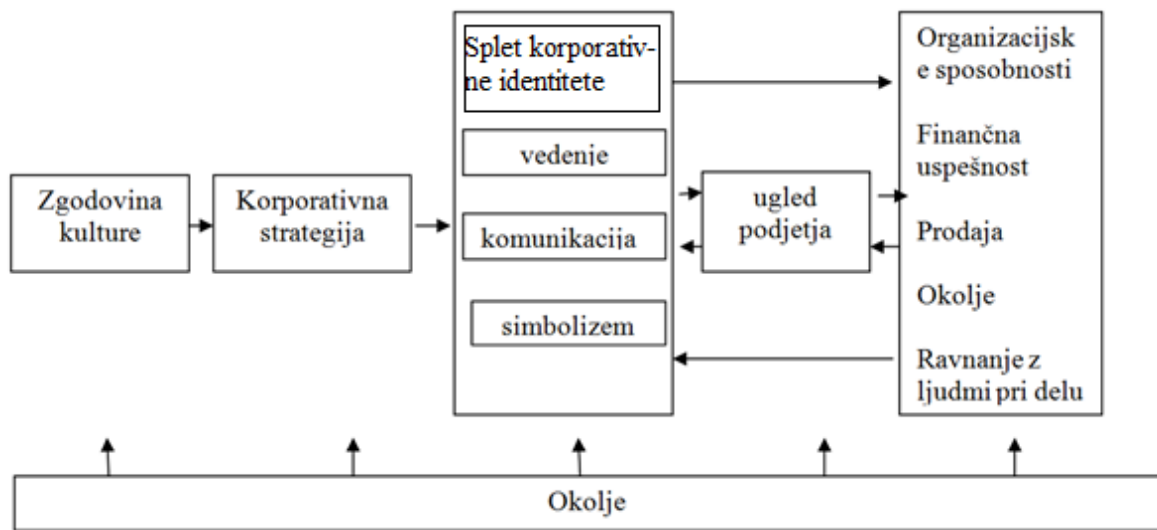 Zgodovina
kulture
Korporativna
strategija
Splet korporativ-
ne identitete
vedenje
komunikacija
simbolizem
ugled
podjetja
Organizacijsk
e sposobnosti
Finančna
uspešnost
Prodaja
Okolje
Ravnanje z
ljudmi pri delu
Okolje